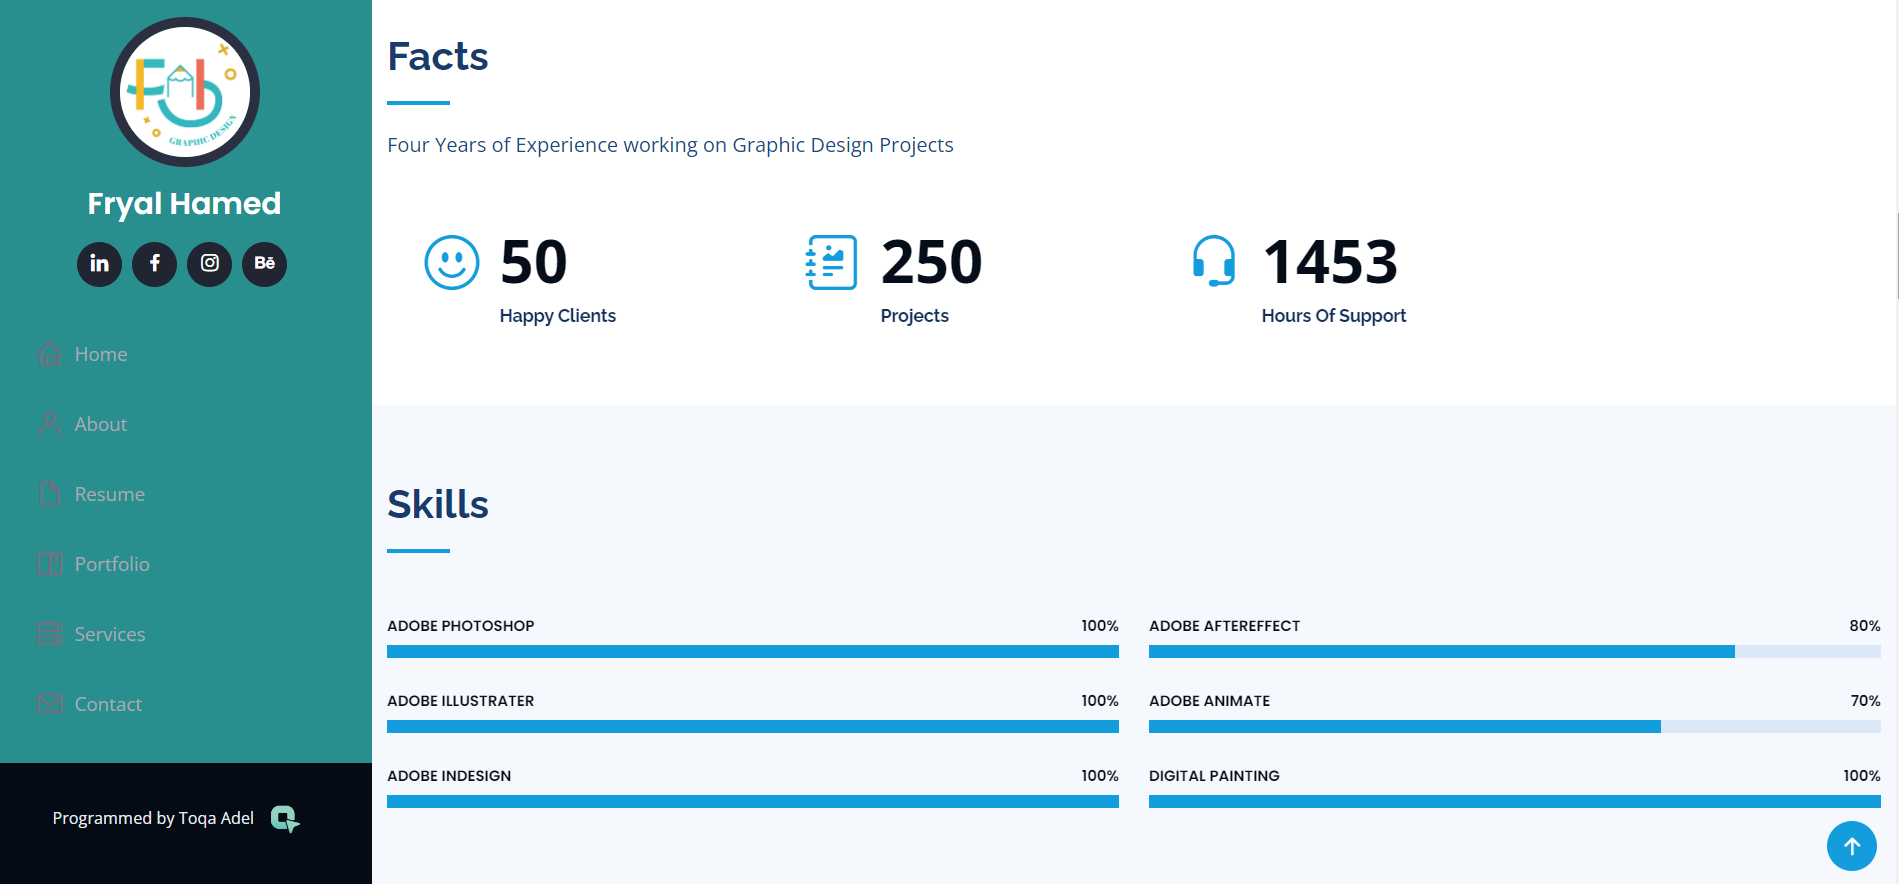 GRAPHIC DESIGN
Fryal Hamed
in
f
Bē
Home
About
Resume
Portfolio
Services
Contact
Programmed by Toqa Adel
Facts
Four Years of Experience working on Graphic Design Projects
50
Happy Clients
250
Projects
1453
Hours Of Support
Skills
ADOBE PHOTOSHOP 100%
ADOBE ILLUSTRATER 100%
ADOBE INDESIGN 100%
ADOBE AFTEREFFECT 80%
ADOBE ANIMATE 70%
DIGITAL PAINTING 100%